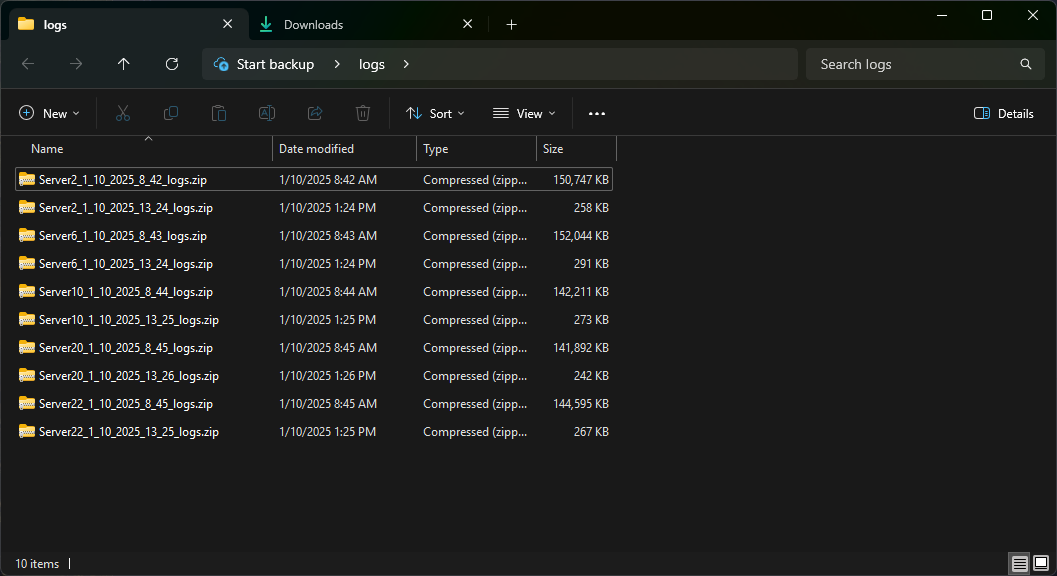 logs Downloads
Start backup logs Search logs
New Sort View Details
Name Date modified Type Size
Server2_1_10_2025_8_42_logs.zip 1/10/2025 8:42 AM Compressed (zipp... 150,747 KB
Server2_1_10_2025_13_24_logs.zip 1/10/2025 1:24 PM Compressed (zipp... 258 KB
Server6_1_10_2025_8_43_logs.zip 1/10/2025 8:43 AM Compressed (zipp... 152,044 KB
Server6_1_10_2025_13_24_logs.zip 1/10/2025 1:24 PM Compressed (zipp... 291 KB
Server10_1_10_2025_8_44_logs.zip 1/10/2025 8:44 AM Compressed (zipp... 142,211 KB
Server10_1_10_2025_13_25_logs.zip 1/10/2025 1:25 PM Compressed (zipp... 273 KB
Server20_1_10_2025_8_45_logs.zip 1/10/2025 8:45 AM Compressed (zipp... 141,892 KB
Server20_1_10_2025_13_26_logs.zip 1/10/2025 1:26 PM Compressed (zipp... 242 KB
Server22_1_10_2025_8_45_logs.zip 1/10/2025 8:45 AM Compressed (zipp... 144,595 KB
Server22_1_10_2025_13_25_logs.zip 1/10/2025 1:25 PM Compressed (zipp... 267 KB
10 items